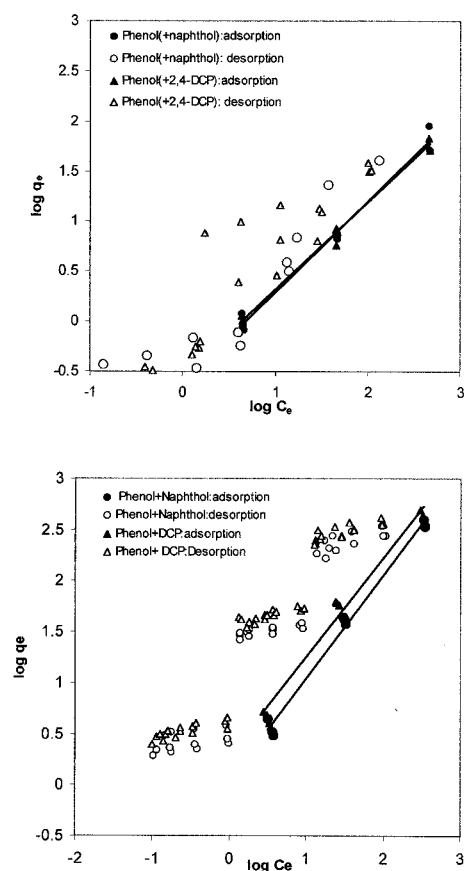 3
2.5
2
1.5
1
0.5
0
-0.5
-1 0 1 2 3
log qe
log Ce
Phenol(+naphthol):adsorption
Phenol(+naphthol): desorption
Phenol(+2,4-DCP):adsorption
Phenol(+2,4-DCP): desorption
3
2.5
2
1.5
1
0.5
0
-0.5
-2 -1 0 1 2 3
log qe
log Ce
Phenol+Naphthol:adsorption
Phenol+Naphthol:desorption
Phenol+DCP:adsorption
Phenol+ DCP:Desorption